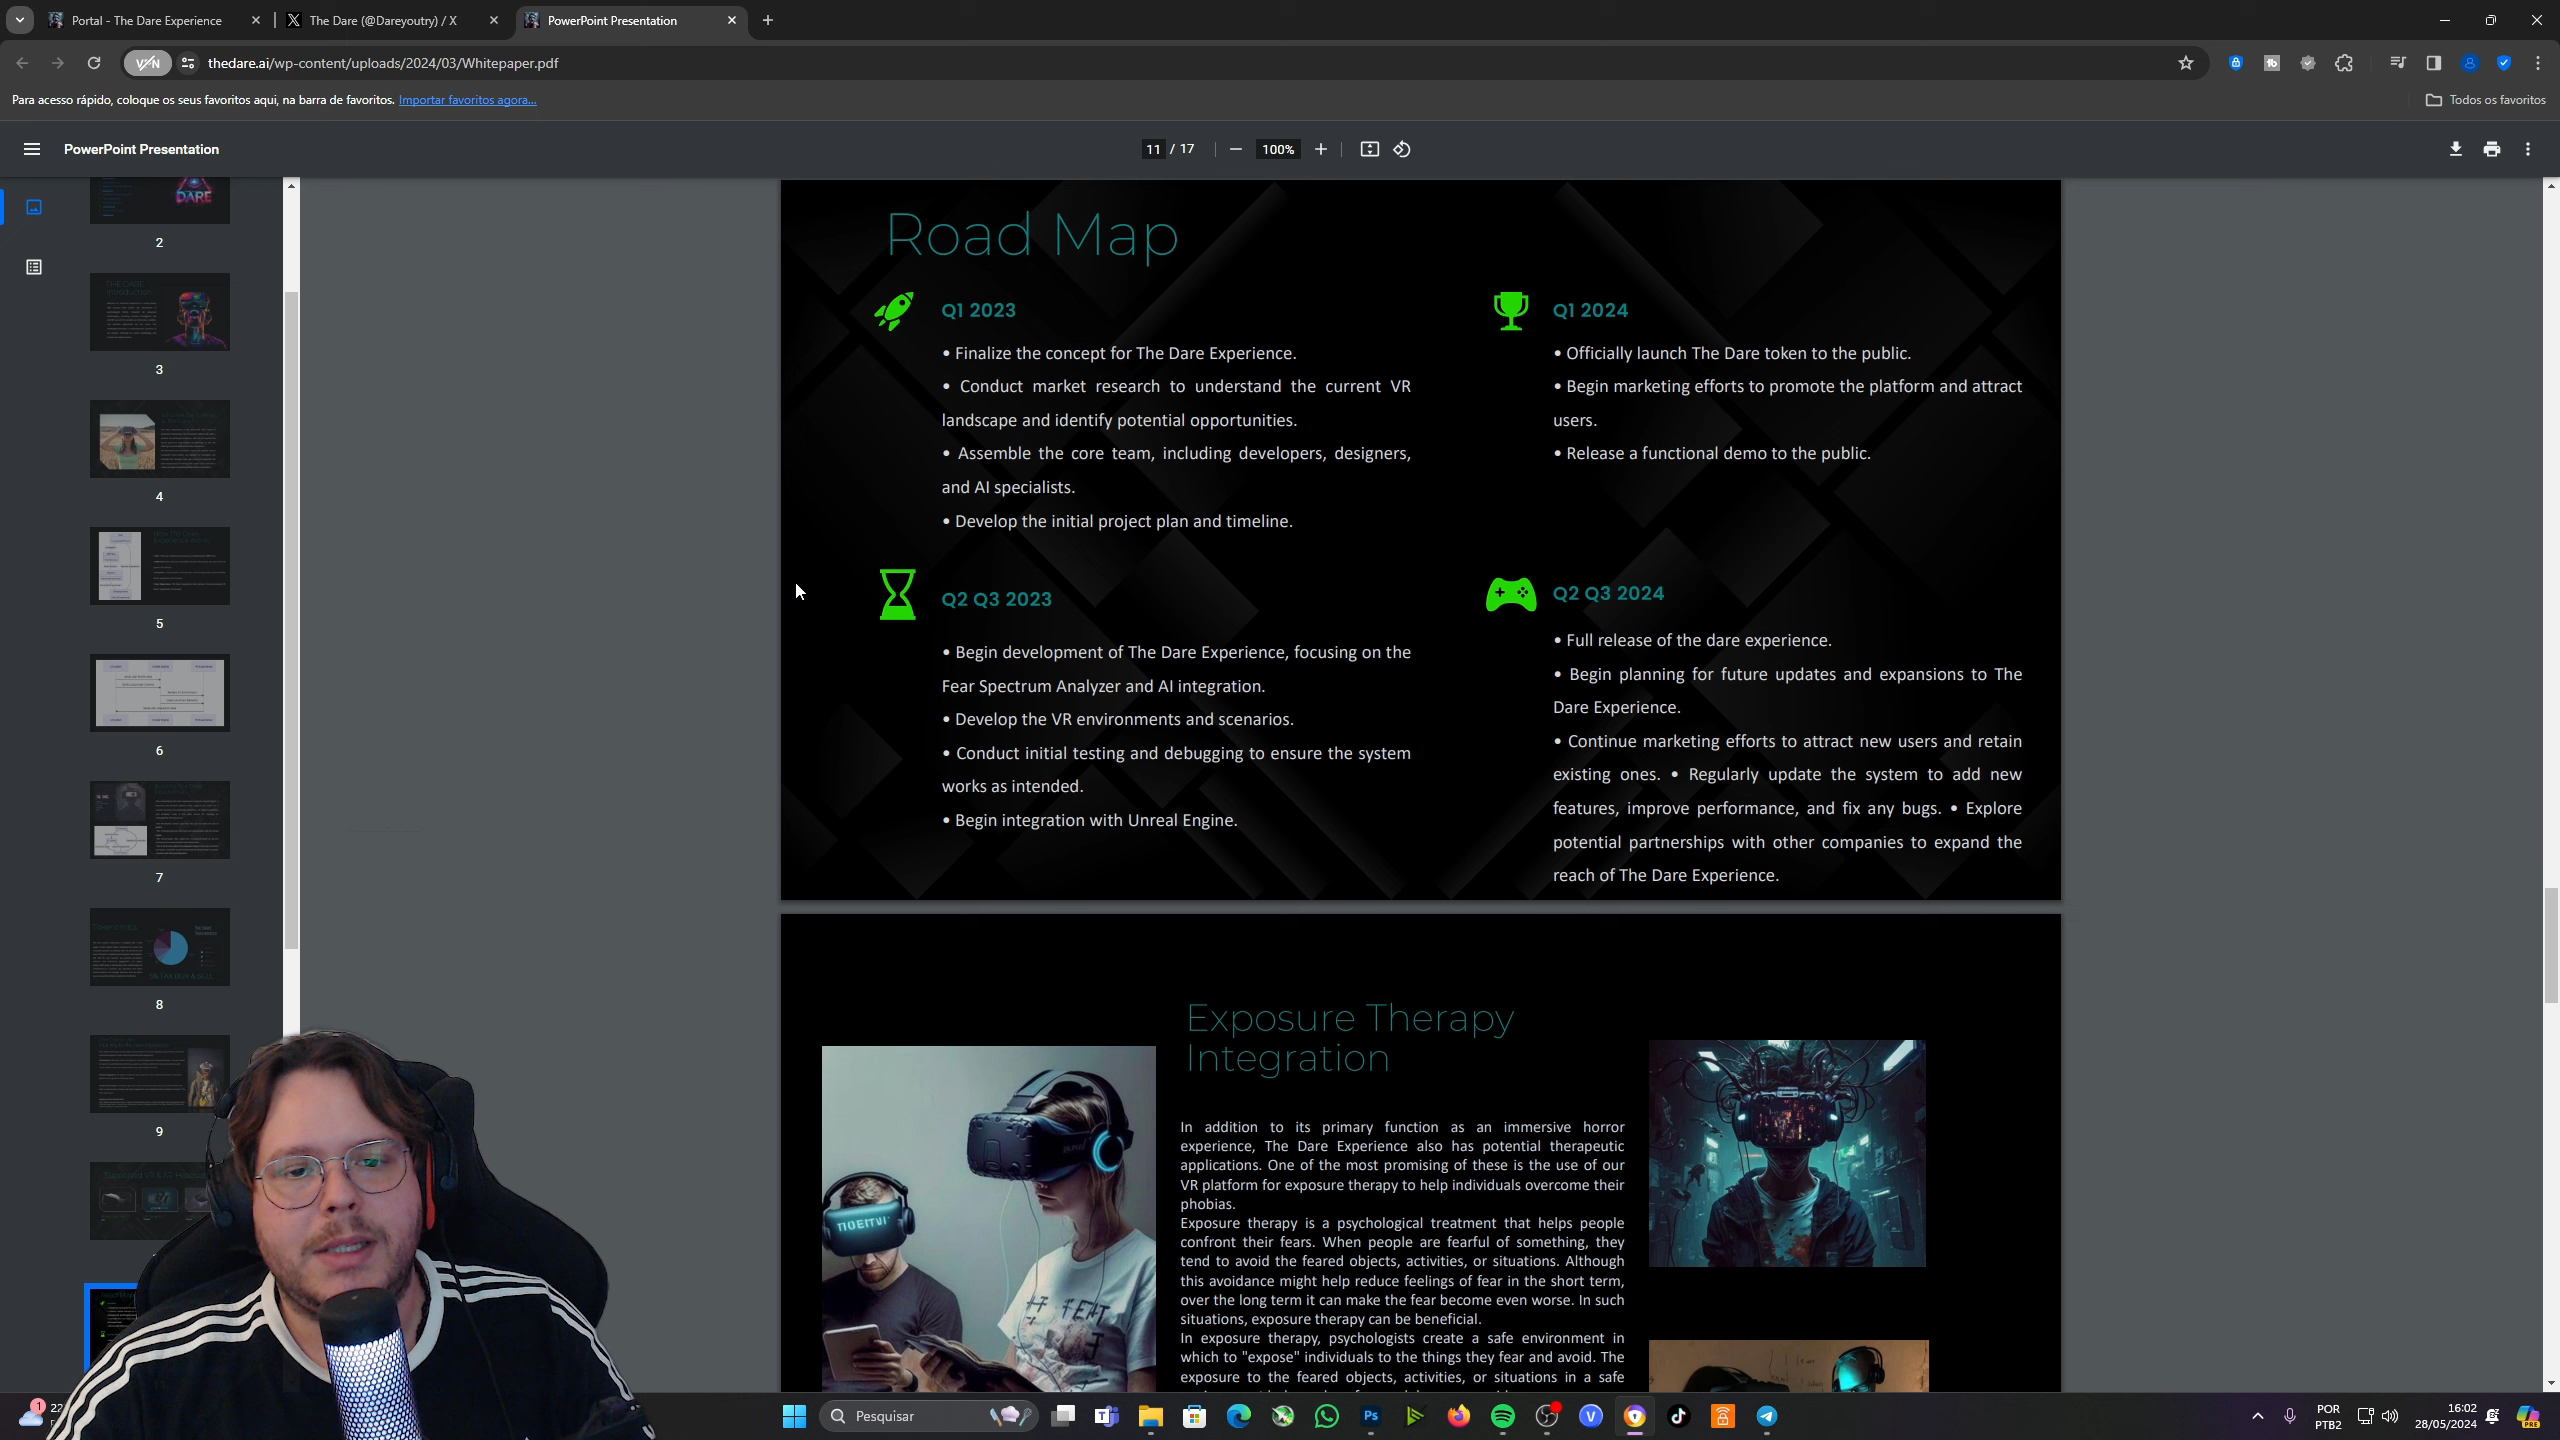 Portal - The Dare Experience
The Dare (@Dareyoutry) / X
PowerPoint Presentation
VPN
thedare.ai/wp-content/uploads/2024/03/Whitepaper.pdf
Para acesso rápido, coloque os seus favoritos aqui, na barra de favoritos. Importar favoritos agora...
Todos os favoritos
PowerPoint Presentation
11 / 17
100%
DARE
2
3
4
5
6
7
8
9
Road Map
Q1 2023
• Finalize the concept for The Dare Experience.
• Conduct market research to understand the current VR
landscape and identify potential opportunities.
• Assemble the core team, including developers, designers,
and AI specialists.
• Develop the initial project plan and timeline.
Q2 Q3 2023
• Begin development of The Dare Experience, focusing on the
Fear Spectrum Analyzer and AI integration.
• Develop the VR environments and scenarios.
• Conduct initial testing and debugging to ensure the system
works as intended.
• Begin integration with Unreal Engine.
Q1 2024
• Officially launch The Dare token to the public.
• Begin marketing efforts to promote the platform and attract
users.
• Release a functional demo to the public.
Q2 Q3 2024
• Full release of the dare experience.
• Begin planning for future updates and expansions to The
Dare Experience.
• Continue marketing efforts to attract new users and retain
existing ones. • Regularly update the system to add new
features, improve performance, and fix any bugs. • Explore
potential partnerships with other companies to expand the
reach of The Dare Experience.
Exposure Therapy
Integration
In addition to its primary function as an immersive horror
experience, The Dare Experience also has potential therapeutic
applications. One of the most promising of these is the use of our
VR platform for exposure therapy to help individuals overcome their
phobias.
Exposure therapy is a psychological treatment that helps people
confront their fears. When people are fearful of something, they
tend to avoid the feared objects, activities, or situations. Although
this avoidance might help reduce feelings of fear in the short term,
over the long term it can make the fear become even worse. In such
situations, exposure therapy can be beneficial.
In exposure therapy, psychologists create a safe environment in
which to "expose" individuals to the things they fear and avoid. The
exposure to the feared objects, activities, or situations in a safe
1
22
Pesquisar
Ps
POR
PTB2
16:02
28/05/2024
PRE